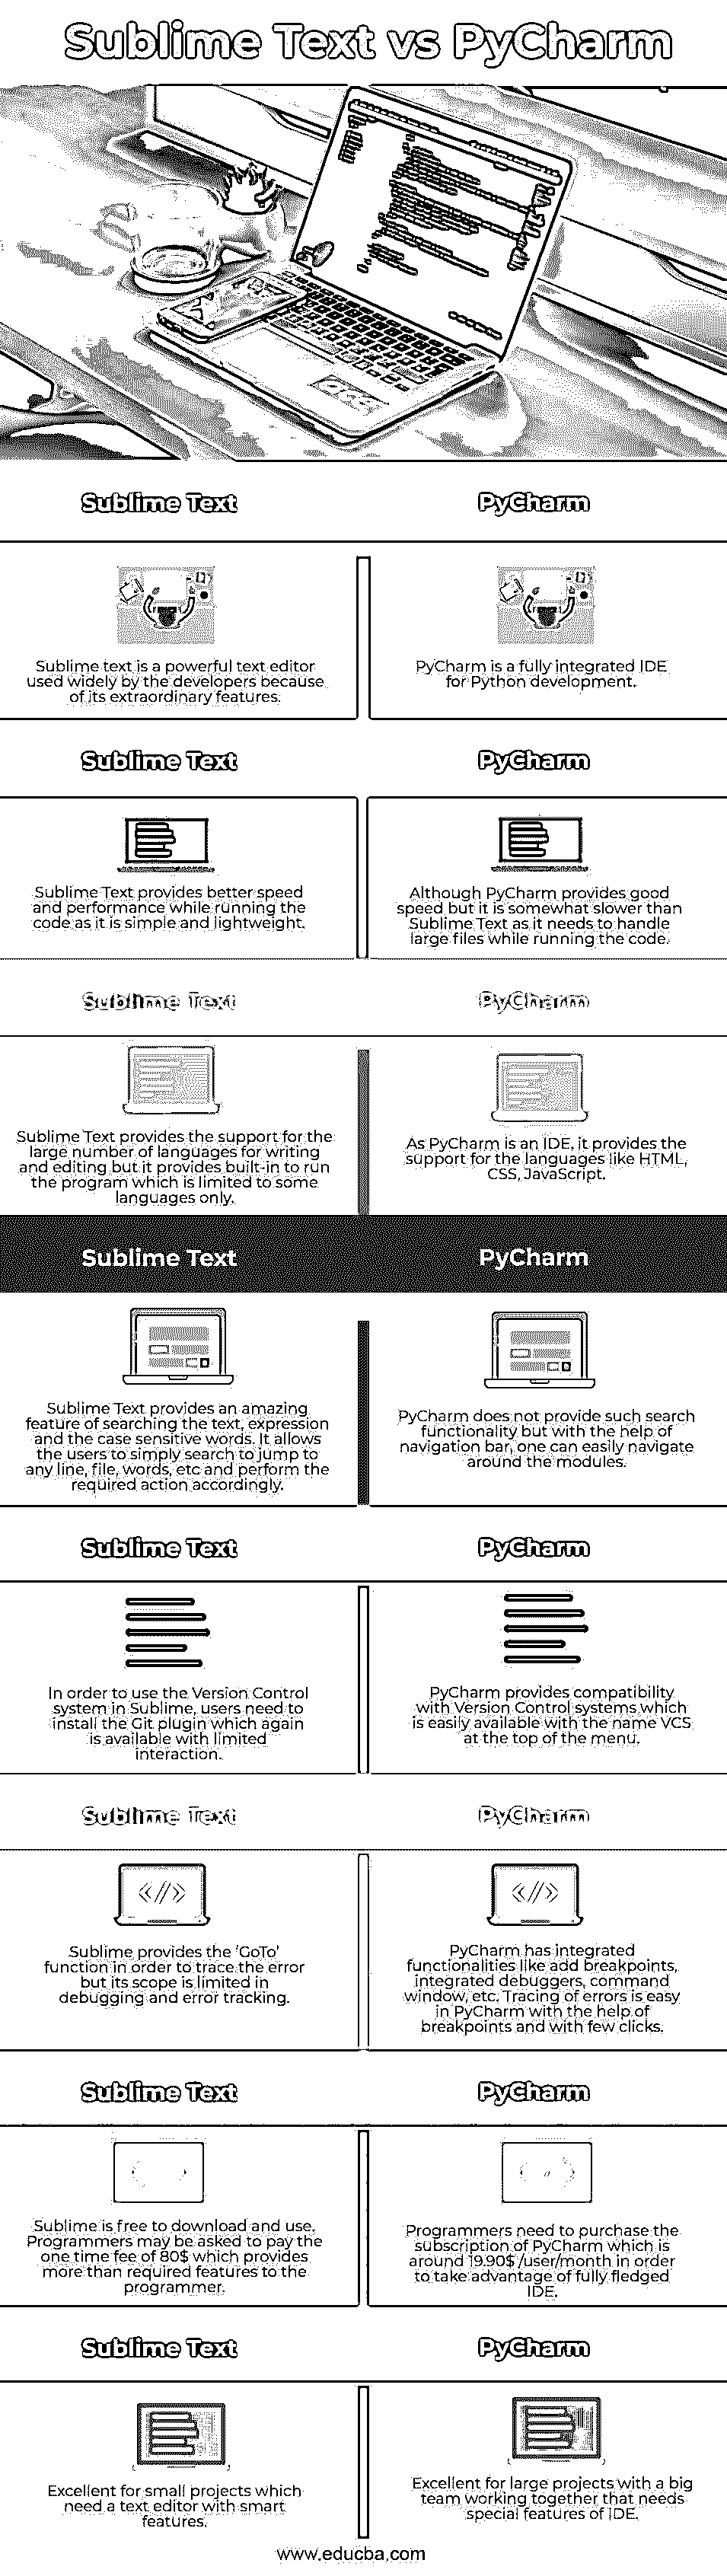 Sublime Text vs PyCharm
Sublime Text
PyCharm
Sublime text is a powerful text editor
used widely by the developers because
of its extraordinary features.
PyCharm is a fully integrated IDE
for Python development.
Sublime Text
PyCharm
Sublime Text provides better speed
and performance while running the
code as it is simple and lightweight.
Although PyCharm provides good
speed but it is somewhat slower than
Sublime Text as it needs to handle
large files while running the code.
Sublime Text
PyCharm
Sublime Text provides the support for the
large number of languages for writing
and editing but it provides built-in to run
the program which is limited to some
languages only.
As PyCharm is an IDE, it provides the
support for the languages like HTML,
CSS, JavaScript.
Sublime Text
PyCharm
Sublime Text provides an amazing
feature of searching the text, expression
and the case sensitive words. It allows
the users to simply search to jump to
any line, file, words, etc and perform the
required action accordingly.
PyCharm does not provide such search
functionality but with the help of
navigation bar, one can easily navigate
around the modules.
Sublime Text
PyCharm
In order to use the Version Control
system in Sublime, users need to
install the Git plugin which again
is available with limited
interaction.
PyCharm provides compatibility
with Version Control systems which
is easily available with the name VCS
at the top of the menu.
Sublime Text
PyCharm
Sublime provides the 'GoTo'
function in order to trace the error
but its scope is limited in
debugging and error tracking.
PyCharm has integrated
functionalities like add breakpoints,
integrated debuggers, command
window, etc. Tracing of errors is easy
in PyCharm with the help of
breakpoints and with few clicks.
Sublime Text
PyCharm
Sublime is free to download and use.
Programmers may be asked to pay the
one time fee of 80$ which provides
more than required features to the
programmer.
Programmers need to purchase the
subscription of PyCharm which is
around 19.90$ /user/month in order
to take advantage of fully fledged
IDE.
Sublime Text
PyCharm
Excellent for small projects which
need a text editor with smart
features.
Excellent for large projects with a big
team working together that needs
special features of IDE.
www.educba.com